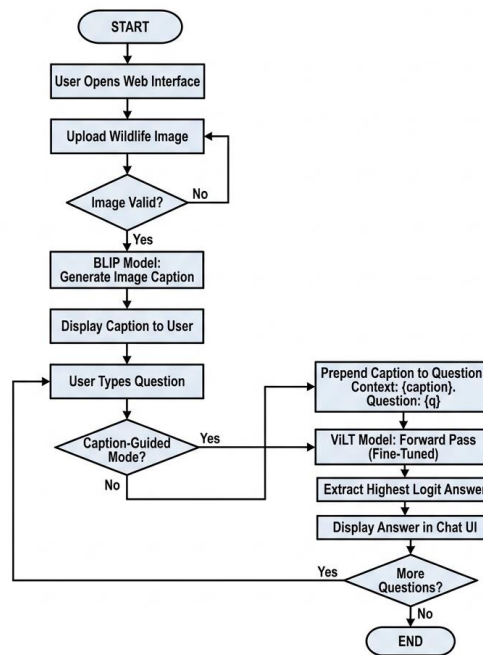 START
User Opens Web Interface
Upload Wildlife Image
Image Valid?
No
Yes
BLIP Model:
Generate Image Caption
Display Caption to User
User Types Question
Caption-Guided
Mode?
Yes
No
Prepend Caption to Question
Context: {caption}.
Question: {q}
ViLT Model: Forward Pass
(Fine-Tuned)
Extract Highest Logit Answer
Display Answer in Chat UI
More
Questions?
Yes
No
END